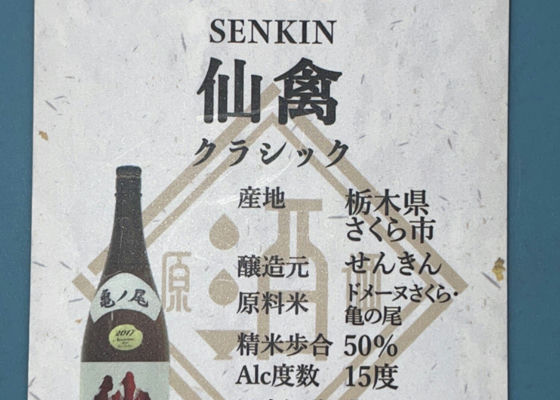 SENKIN
仙禽
クラシック
産地 栃木県
さくら市
醸造元 せんきん
原料米 ドメーヌさくら・
亀の尾
精米歩合 50%
Alc度数 15度
原
酒
亀ノ尾
2017